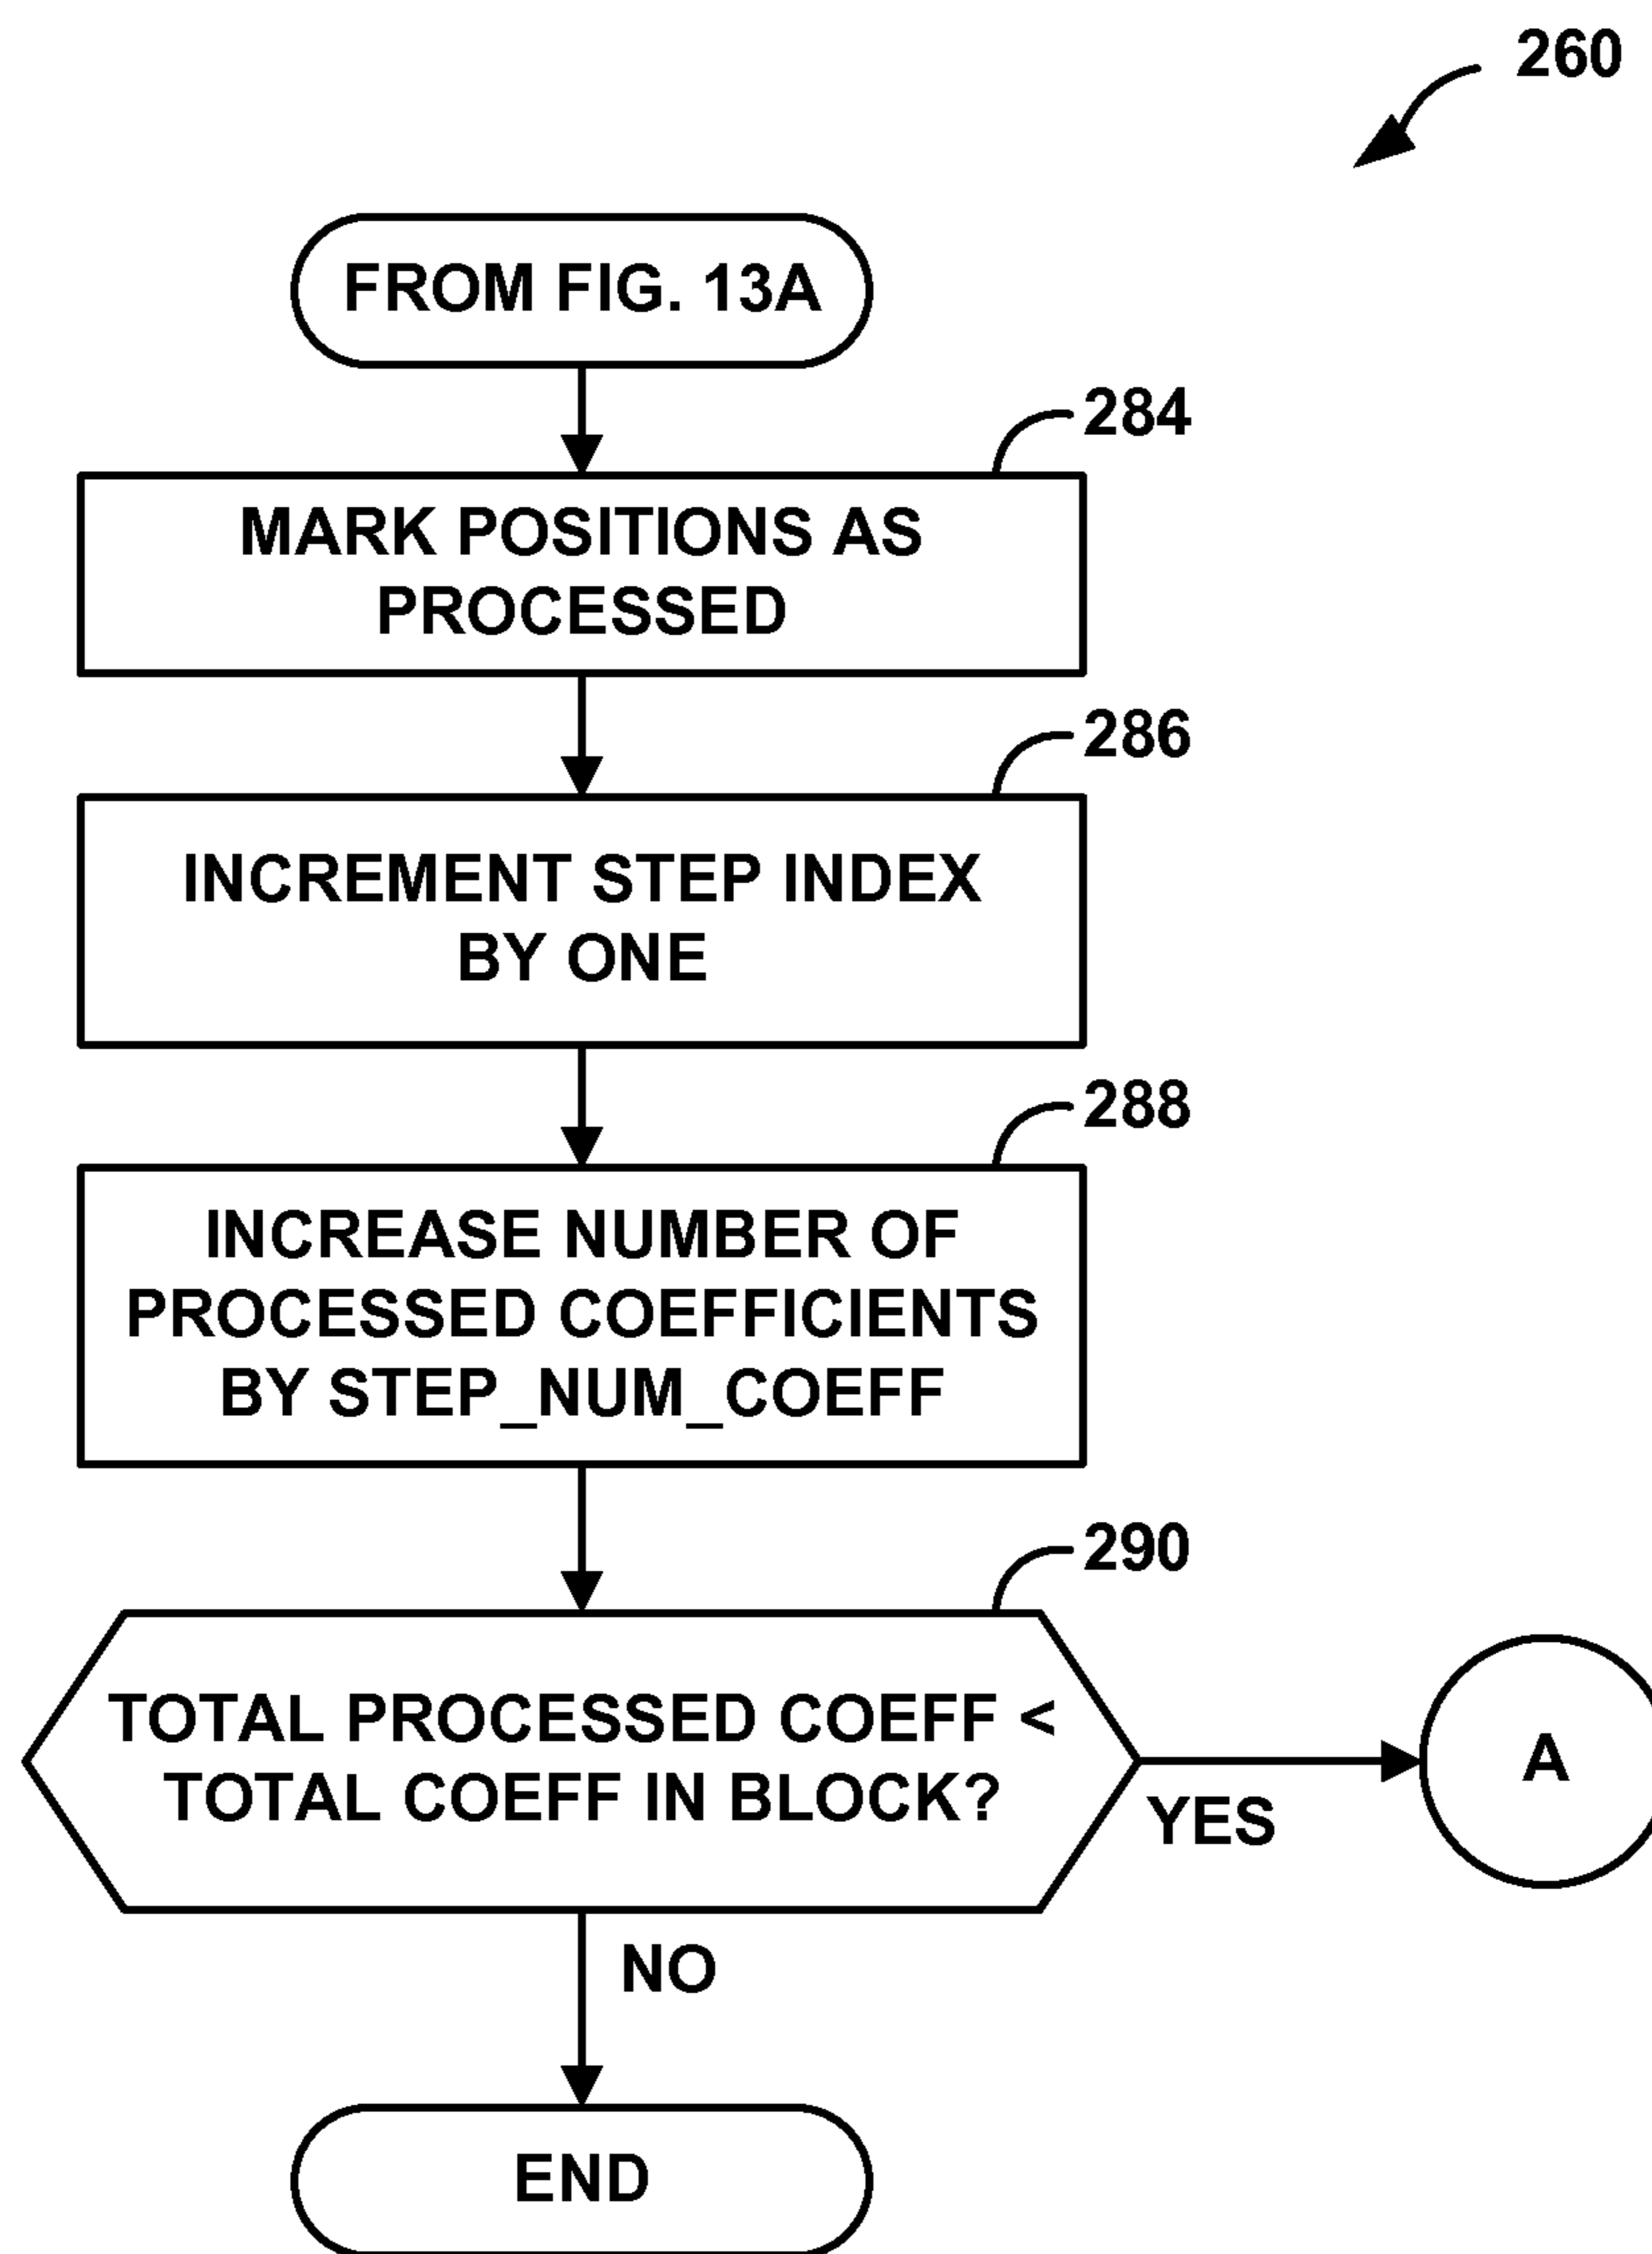 260
FROM FIG. 13A
284
MARK POSITIONS AS
PROCESSED
286
INCREMENT STEP INDEX
BY ONE
288
INCREASE NUMBER OF
PROCESSED COEFFICIENTS
BY STEP_NUM_COEFF
290
TOTAL PROCESSED COEFF <
TOTAL COEFF IN BLOCK?
A
YES
NO
END